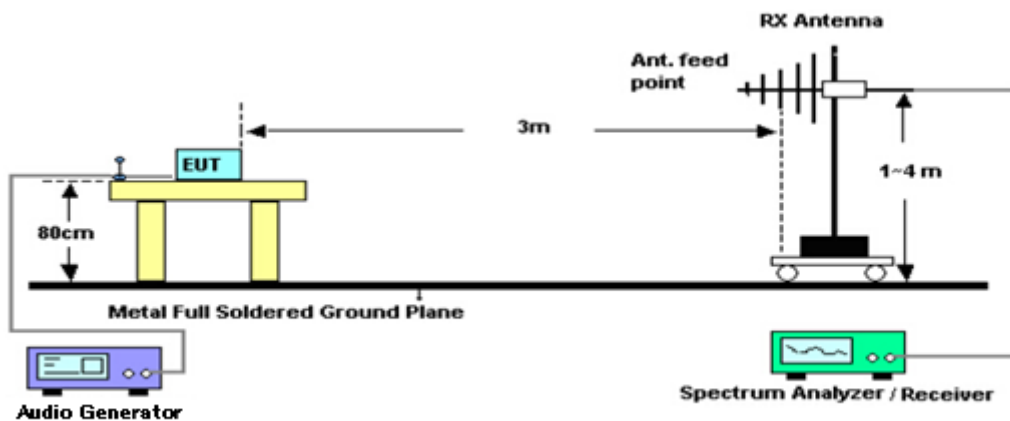 RX Antenna
Ant. feed
point
3m
EUT
1~4 m
80cm
Metal Full Soldered Ground Plane
Audio Generator
Spectrum Analyzer / Receiver